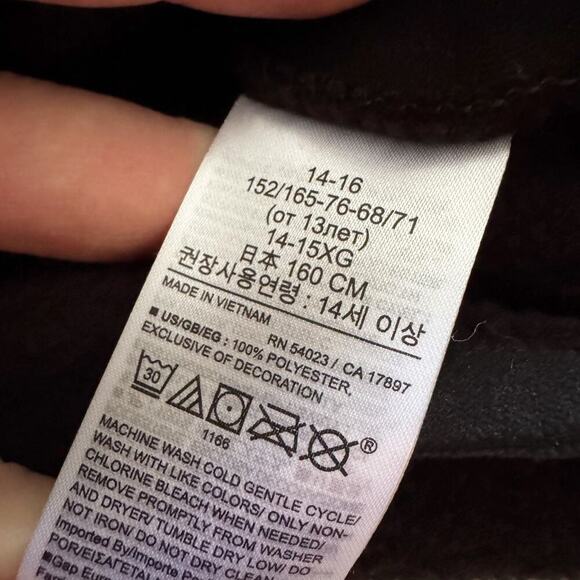 14-16
152/165-76-68/71
(от 13лет)
14-15XG
日本 160 CM
권장사용연령 : 14세 이상
MADE IN VIETNAM
RN 54023 / CA 17897
■ US/GB/EG : 100% POLYESTER,
EXCLUSIVE OF DECORATION
30
®
1166
MACHINE WASH COLD GENTLE CYCLE/
WASH WITH LIKE COLORS/ ONLY NON-
CHLORINE BLEACH WHEN NEEDED/
REMOVE PROMPTLY FROM WASHER
AND DRYER/ TUMBLE DRY LOW/ DO
NOT IRON/ DO NOT DRY CLEAN
Imported By/Importe
POR/ΕΙΣΑΓΕΤΑΙ
■Gap Euro